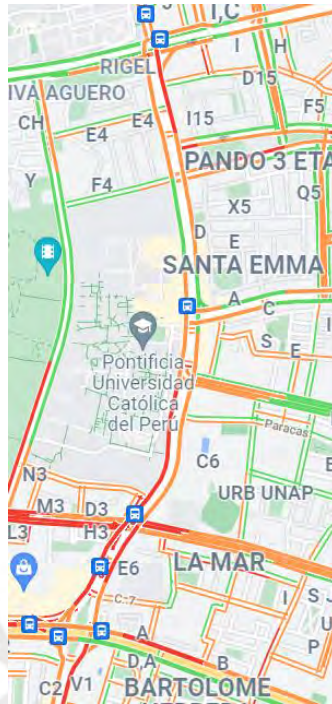 I,C
I
H
RIGEL
D15
IVA AGUERO
F5
CH
E4
E4
I15
PANDO 3 ETA
Y
F4
Q5
X5
D
E
SANTA EMMA
A
C
S
E
Pontificia
Universidad
Católica
del Perú
Paracas
N3
C6
URB UNAP
M3
D3
L3
H3
E6
LA MAR
C-7
I
S J
U
A
P
D,A
B
C2
V1
BARTOLOME
HERRERA